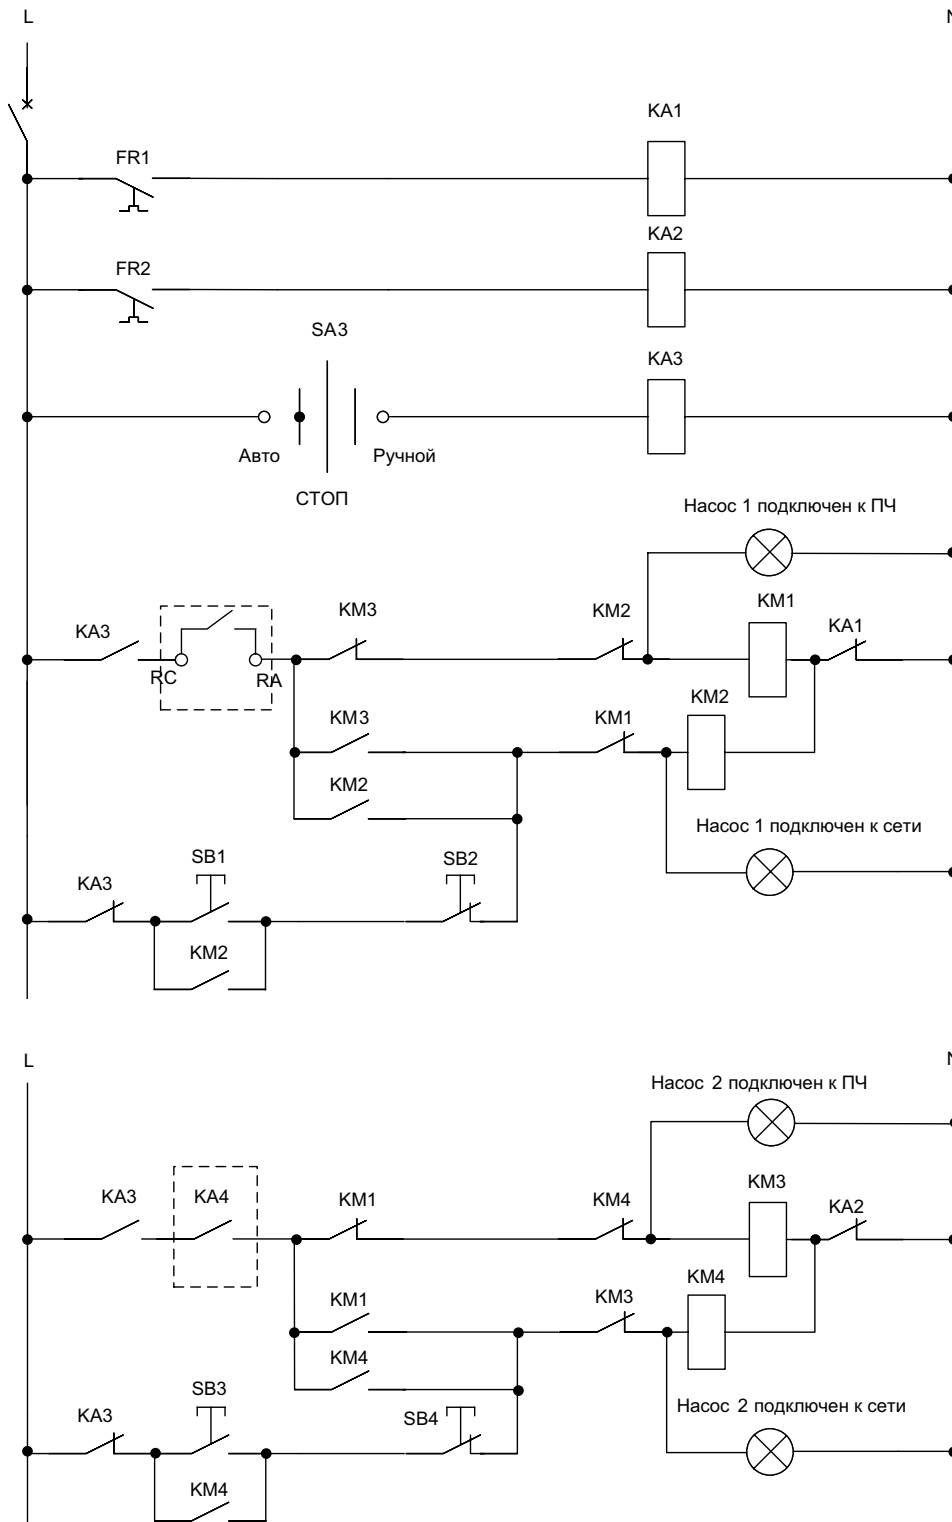 L N
KA1
FR1
KA2
FR2
SA3
KA3
Авто Ручной
СТОП
Насос 1 подключен к ПЧ
KM3 KM2 KM1 KA1
KA3
RC RA
KM2
KM3 KM1
KM2
Насос 1 подключен к сети
SB1 SB2
KA3
KM2
L N
Насос 2 подключен к ПЧ
KA3 KA4 KM1 KM4 KM3 KA2
KM4
KM1 KM3
KM4
SB3
KA3 SB4 Насос 2 подключен к сети
KM4